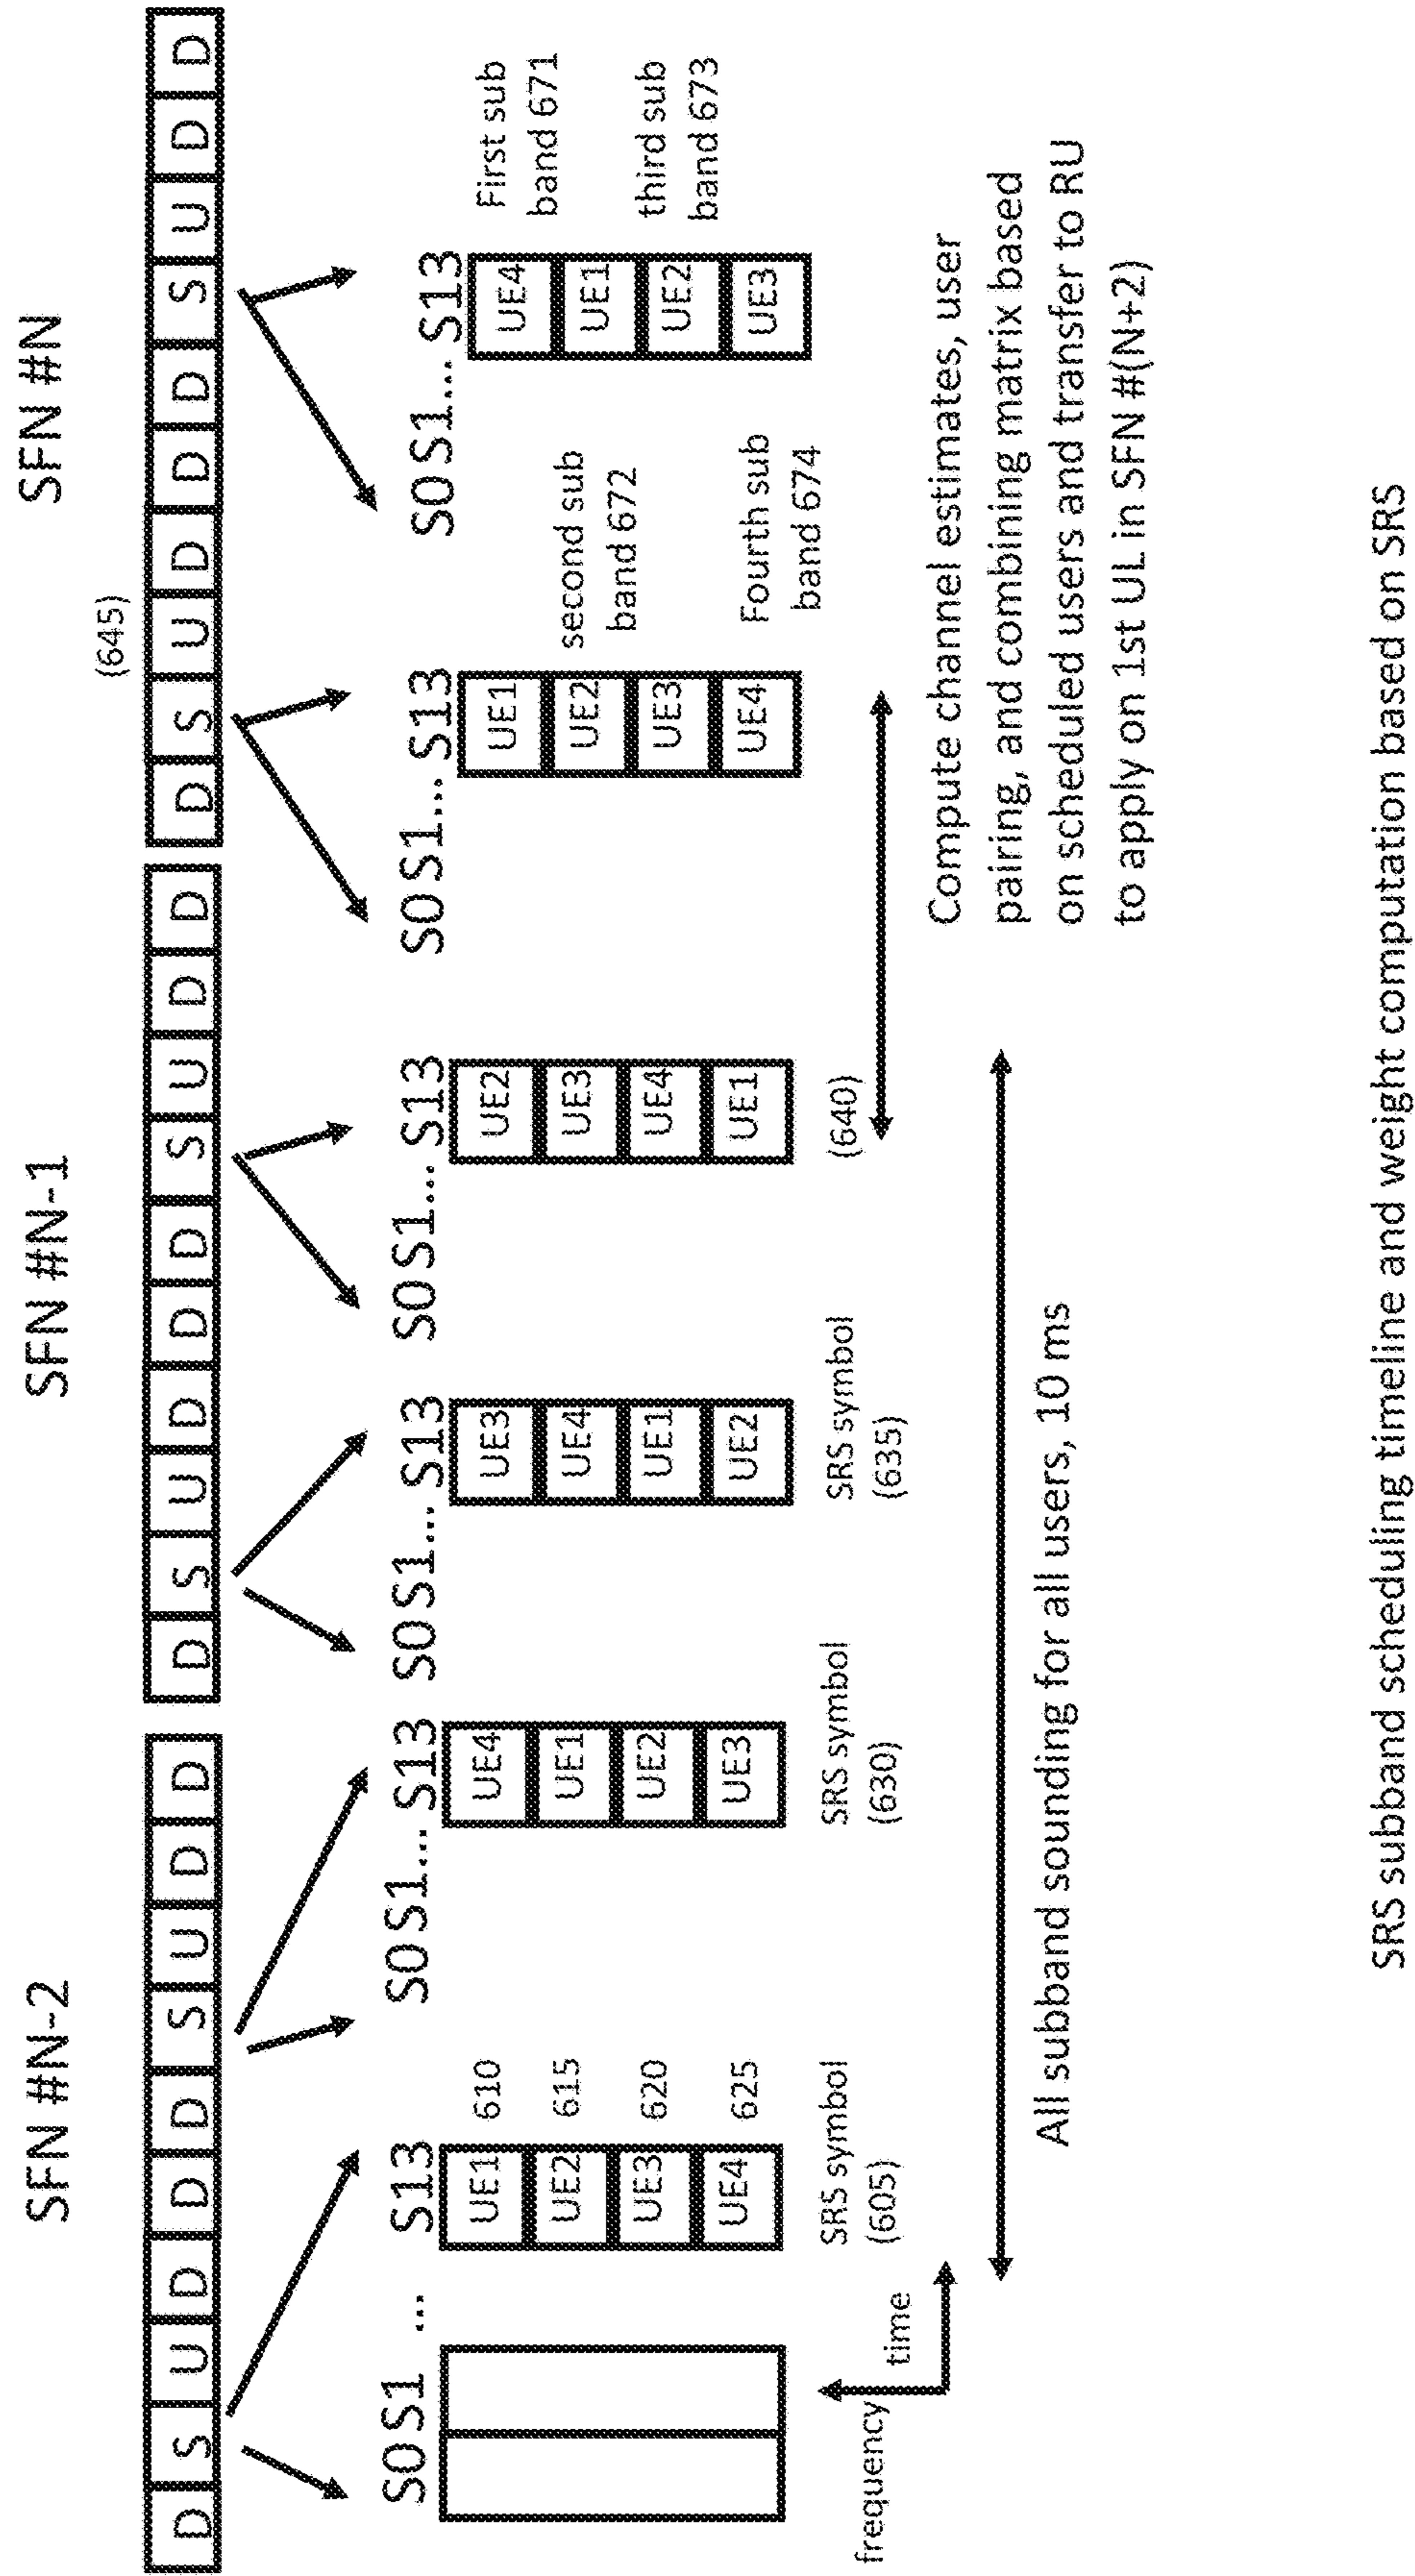 SFN #N-2
SFN #N-1
SFN #N
(645)
D S U D D D S U D D
D S U D D D S U D D
D S U D D D S U D D
S0 S1 ... S13
S0 S1... S13
S0 S1... S13
S0 S1... S13
S0 S1... S13
S0 S1... S13
UE1
UE2
UE3
UE4
610
615
620
625
UE4
UE1
UE2
UE3
UE3
UE4
UE1
UE2
UE2
UE3
UE4
UE1
UE1
UE2
UE3
UE4
second sub
band 672
Fourth sub
band 674
UE4
UE1
UE2
UE3
First sub
band 671
third sub
band 673
frequency
time
SRS symbol
(605)
SRS symbol
(630)
SRS symbol
(635)
(640)
All subband sounding for all users, 10 ms
Compute channel estimates, user
pairing, and combining matrix based
on scheduled users and transfer to RU
to apply on 1st UL in SFN #(N+2)
SRS subband scheduling timeline and weight computation based on SRS